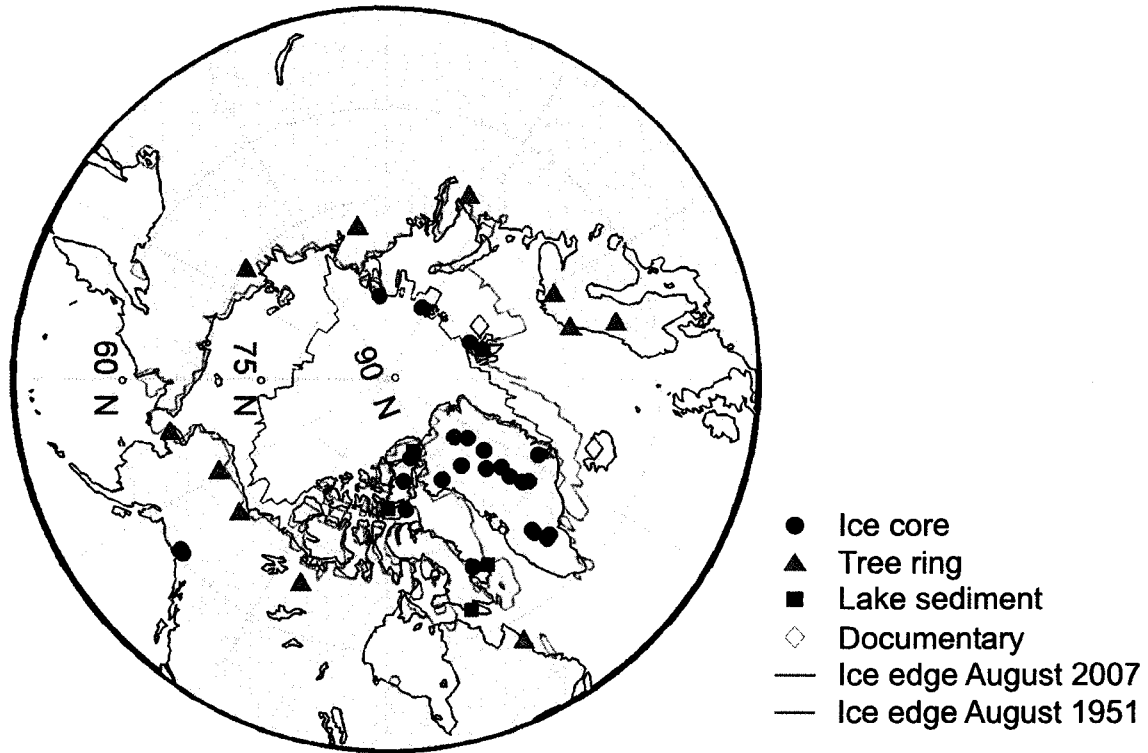 60° N
75° N
90° N
Ice core
Tree ring
Lake sediment
Documentary
Ice edge August 2007
Ice edge August 1951